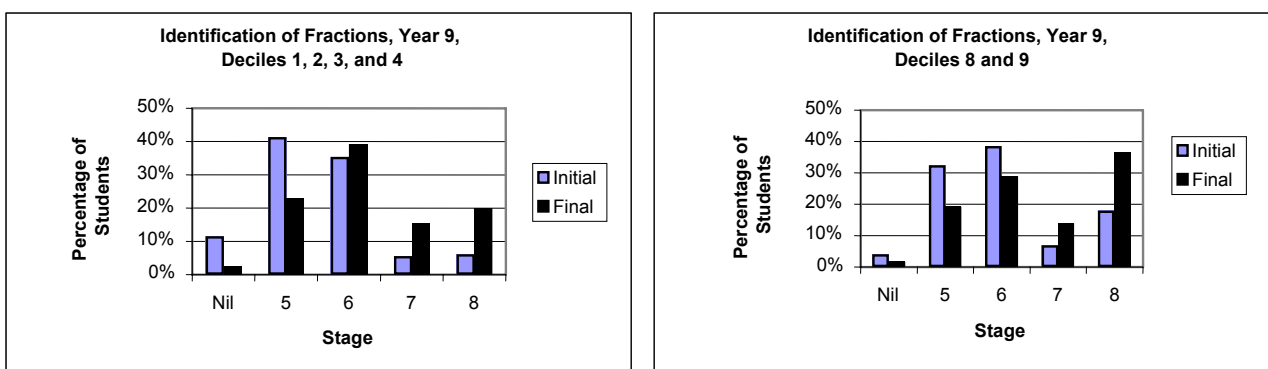 Identification of Fractions, Year 9,
Deciles 1, 2, 3, and 4
50%
40%
30%
20%
10%
0%
Percentage of
Students
Nil 5 6 7 8
Stage
Initial
Final
Identification of Fractions, Year 9,
Deciles 8 and 9
50%
40%
30%
20%
10%
0%
Percentage of
Students
Nil 5 6 7 8
Stage
Initial
Final